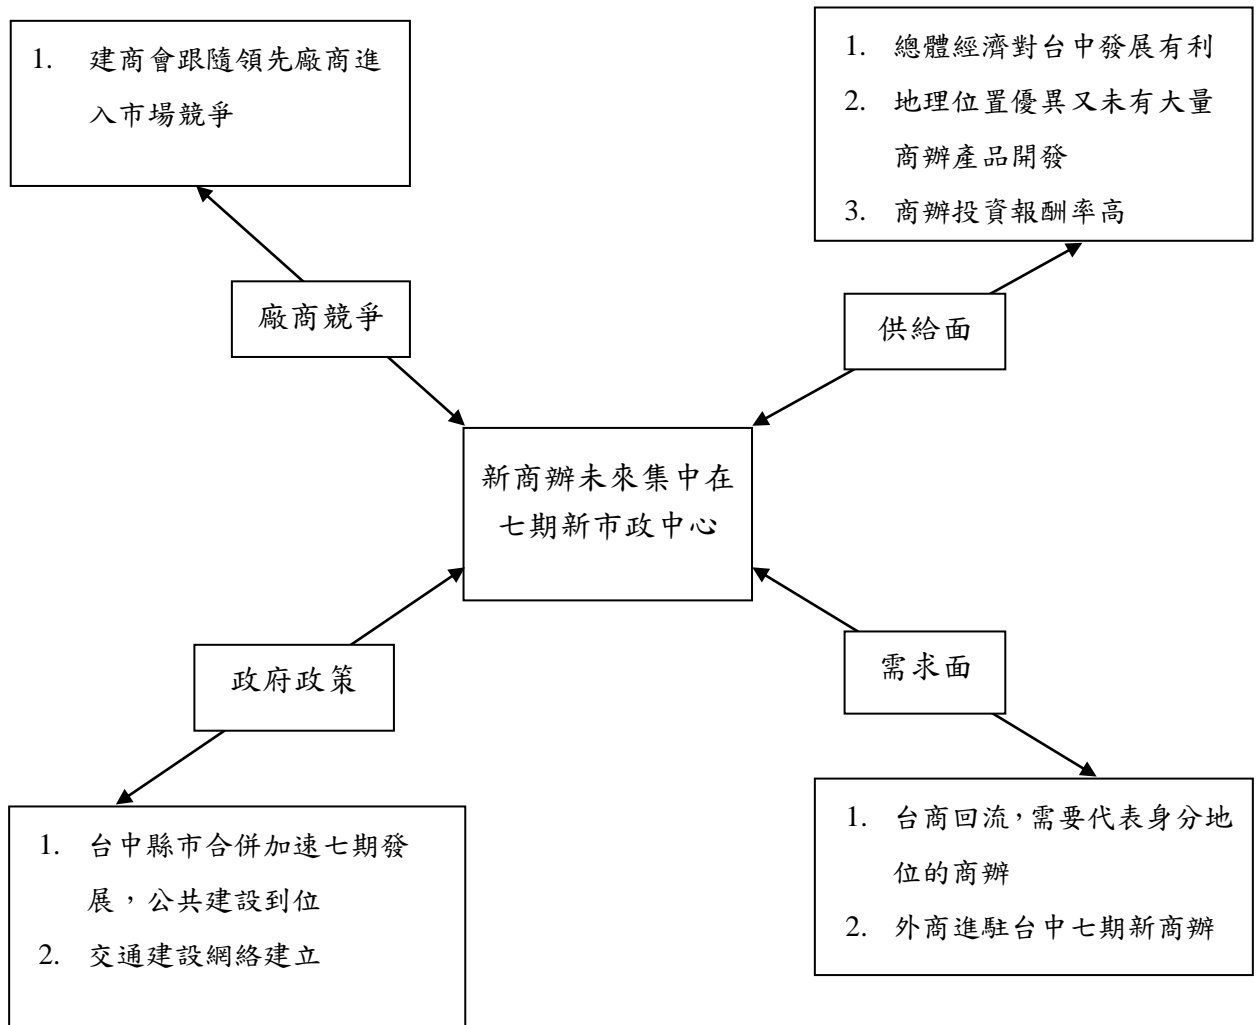 1. 建商會跟隨領先廠商進
入市場競爭
1. 總體經濟對台中發展有利
2. 地理位置優異又未有大量
商辦產品開發
3. 商辦投資報酬率高
廠商競爭
供給面
新商辦未來集中在
七期新市政中心
政府政策
需求面
1. 台中縣市合併加速七期發
展，公共建設到位
2. 交通建設網絡建立
1. 台商回流，需要代表身分地
位的商辦
2. 外商進駐台中七期新商辦